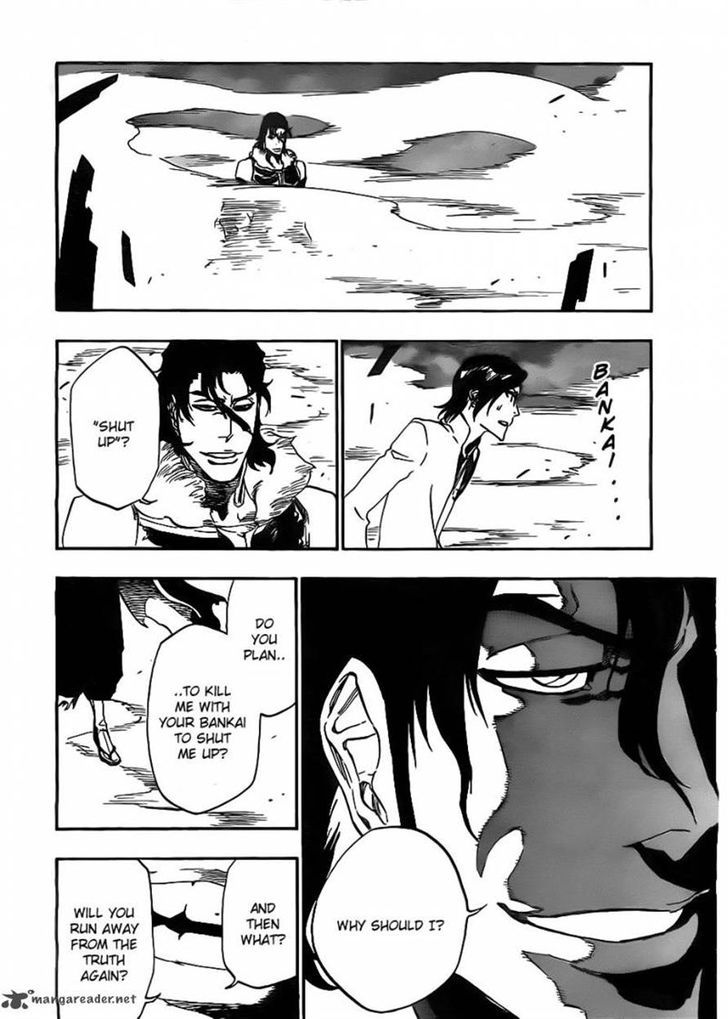 BANKAI...
"SHUT
UP"?
WHY SHOULD I?
DO
YOU
PLAN..
..TO KILL
ME WITH
YOUR BANKAI
TO SHUT
ME UP?
AND
THEN
WHAT?
WILL YOU
RUN AWAY
FROM THE
TRUTH
AGAIN?
mangareader.net